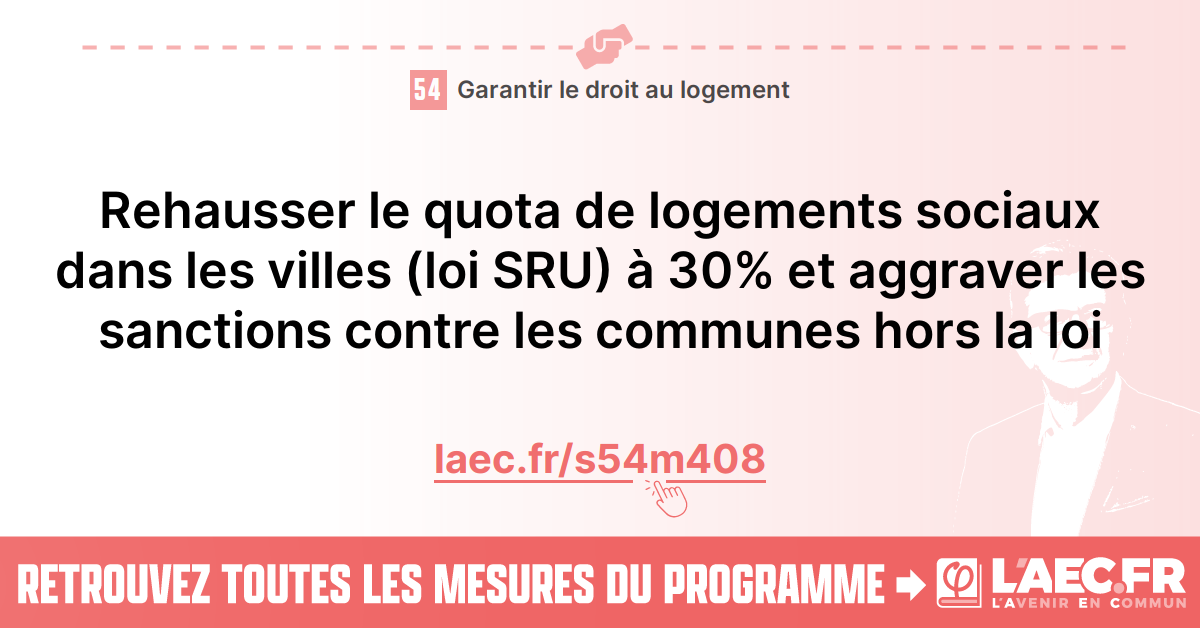 54 Garantir le droit au logement
Rehausser le quota de logements sociaux
dans les villes (loi SRU) à 30% et aggraver les
sanctions contre les communes hors la loi
laec.fr/s54m408
RETROUVEZ TOUTES LES MESURES DU PROGRAMME
L'AEC.FR
L'AVENIR EN COMMUN